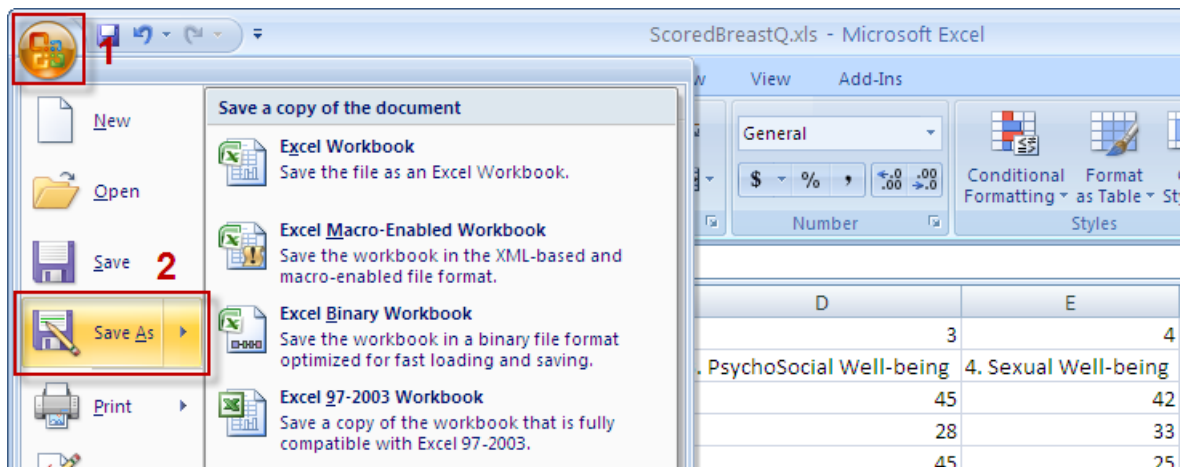 ScoredBreastQ.xls - Microsoft Excel
1
View Add-Ins
New
Open
Save
2
Save As
Print
Save a copy of the document
Excel Workbook
Save the file as an Excel Workbook.
Excel Macro-Enabled Workbook
Save the workbook in the XML-based and
macro-enabled file format.
Excel Binary Workbook
Save the workbook in a binary file format
optimized for fast loading and saving.
Excel 97-2003 Workbook
Save a copy of the workbook that is fully
compatible with Excel 97-2003.
General
$ % , .0 .00 .00 .0
Number
Conditional
Formatting
Format
as Table
Styles
D E
3 4
. PsychoSocial Well-being 4. Sexual Well-being
45 42
28 33
45 25